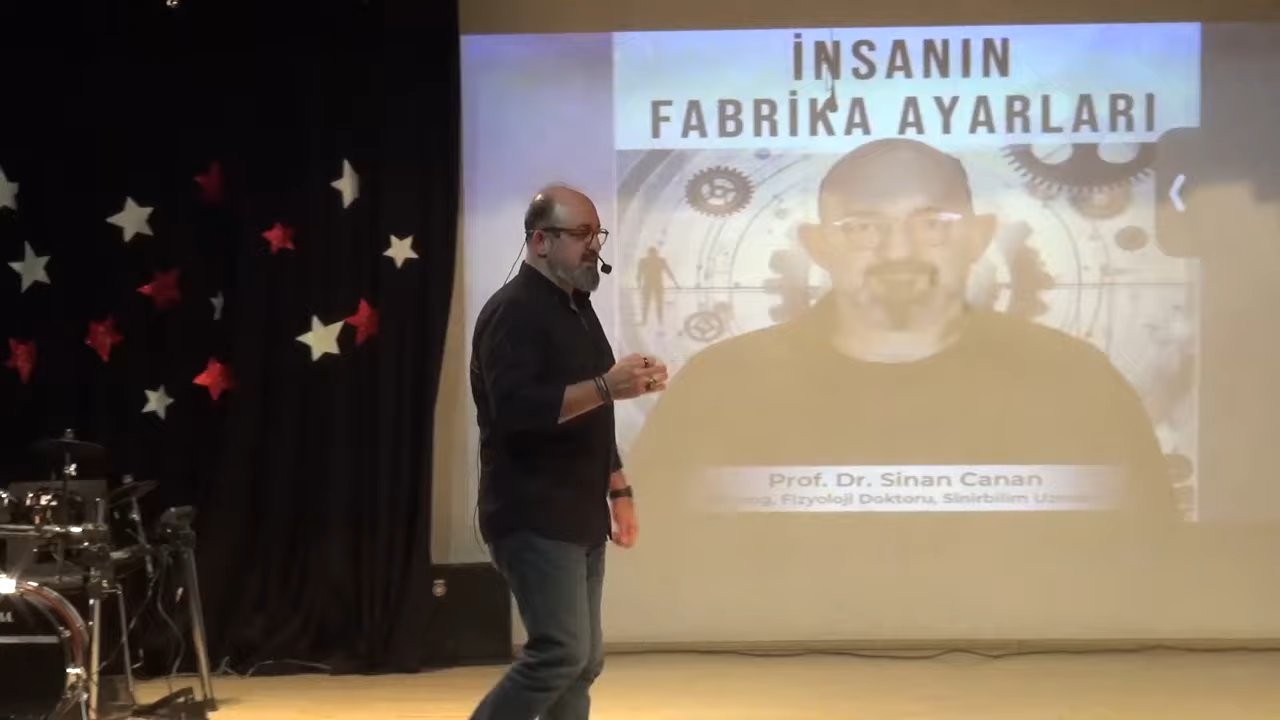 İNSANIN
FABRİKA AYARLARI
Prof. Dr. Sinan Canan
Fizyoloji Doktoru, Sinirbilim